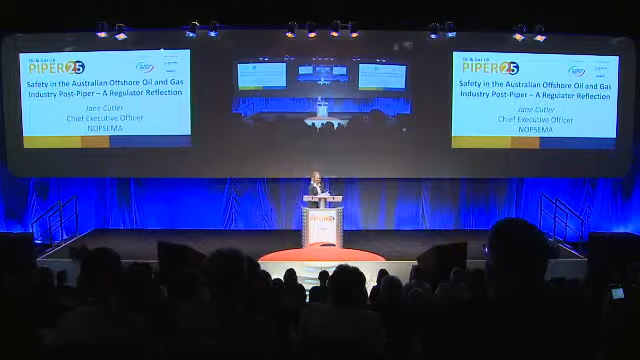 Oil & Gas UK
PIPER 25
Safety in the Australian Offshore Oil and Gas
Industry Post-Piper – A Regulator Reflection
Jane Cutler
Chief Executive Officer
NOPSEMA
Oil & Gas UK
PIPER 25
Safety in the Australian Offshore Oil and Gas
Industry Post-Piper – A Regulator Reflection
Jane Cutler
Chief Executive Officer
NOPSEMA